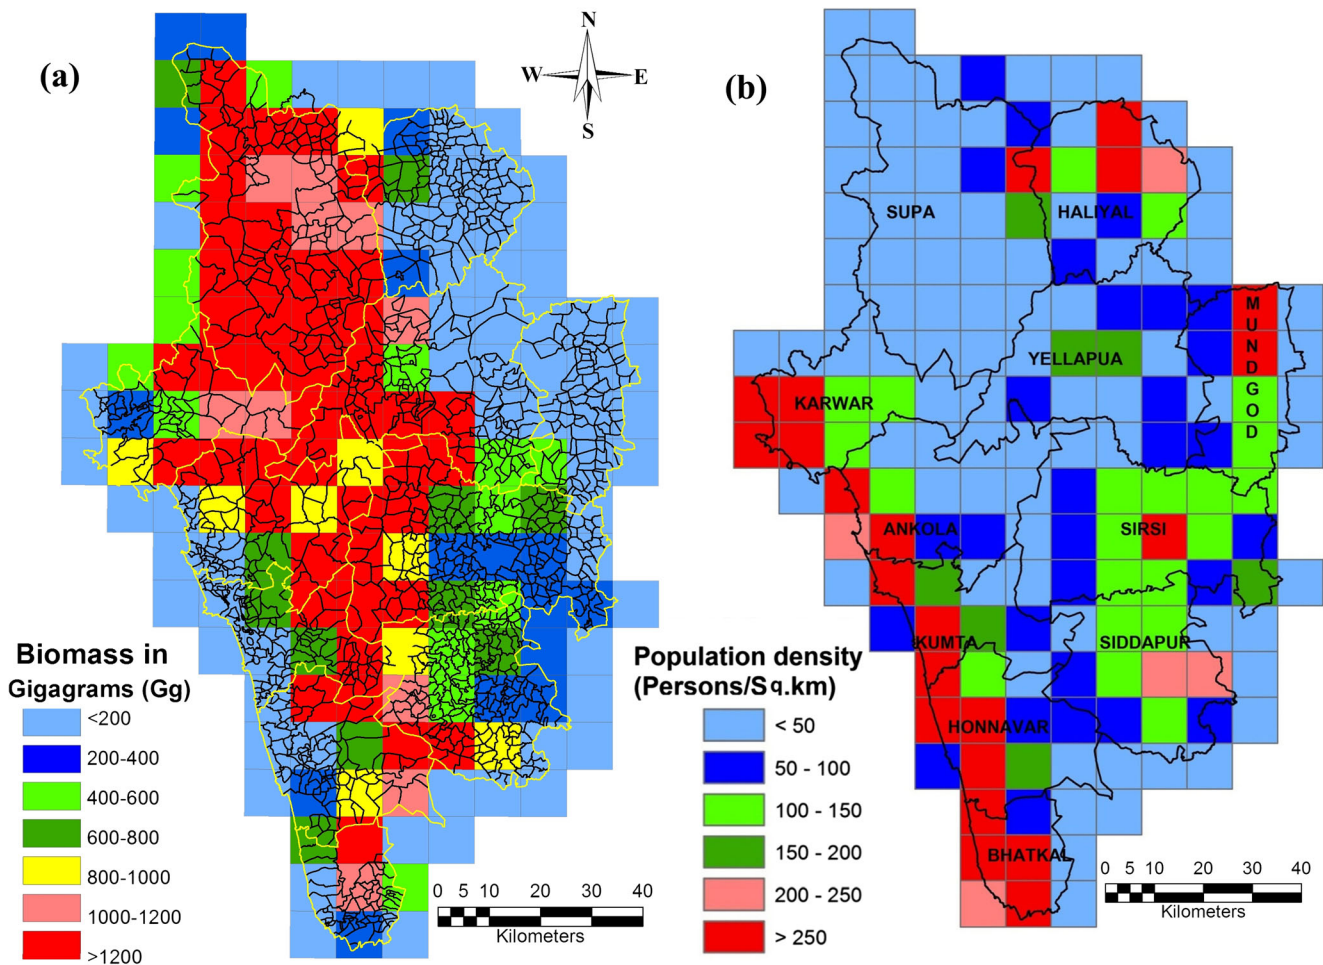 (a)
N
W E
S
(b)
SUPA
HALIYAL
YELLAPUA
MUNDGOD
KARWAR
ANKOLA
SIRSI
KUMTA
SIDDAPUR
HONNAVAR
BHATKAL
Biomass in
Gigagrams (Gg)
<200
200-400
400-600
600-800
800-1000
1000-1200
>1200
0 5 10 20 30 40
Kilometers
Population density
(Persons/Sq.km)
< 50
50 - 100
100 - 150
150 - 200
200 - 250
> 250
0 5 10 20 30 40
Kilometers